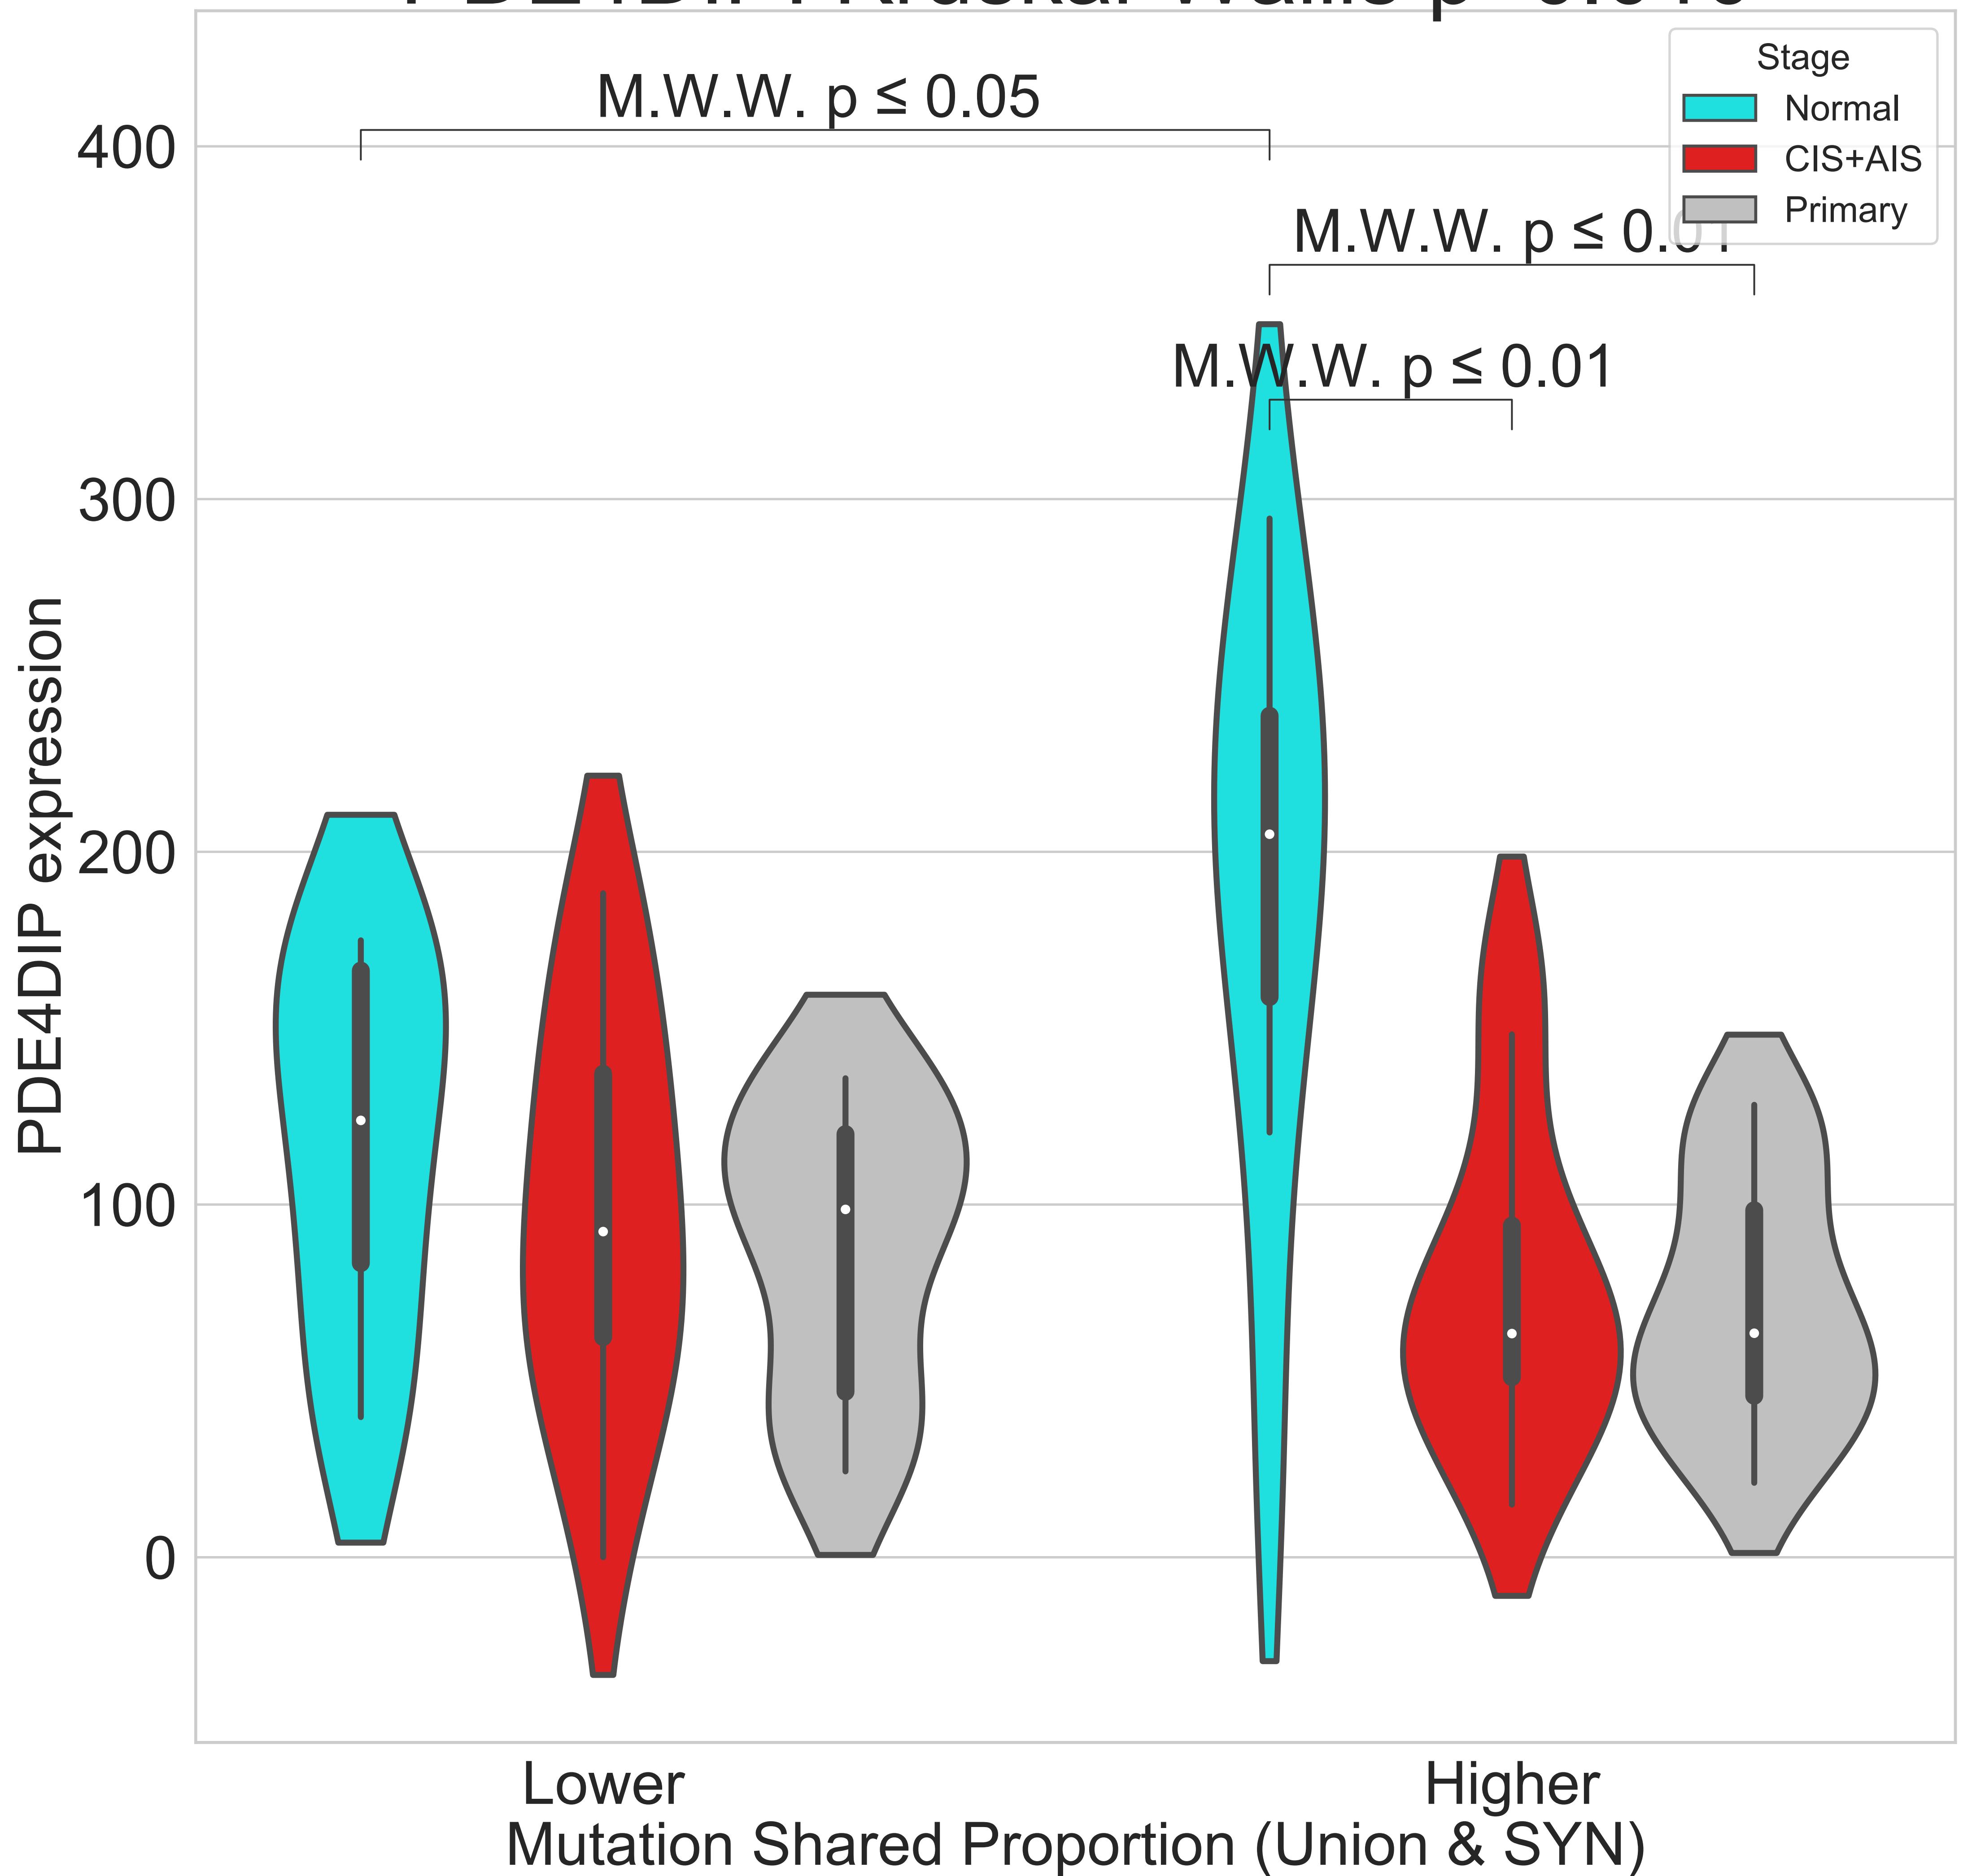 M.W.W. p ≤ 0.05
M.W.W. p ≤ 0.01
M.W.W. p ≤ 0.01
Stage
Normal
CIS+AIS
Primary
400
300
200
100
0
PDE4DIP expression
Lower
Higher
Mutation Shared Proportion (Union & SYN)